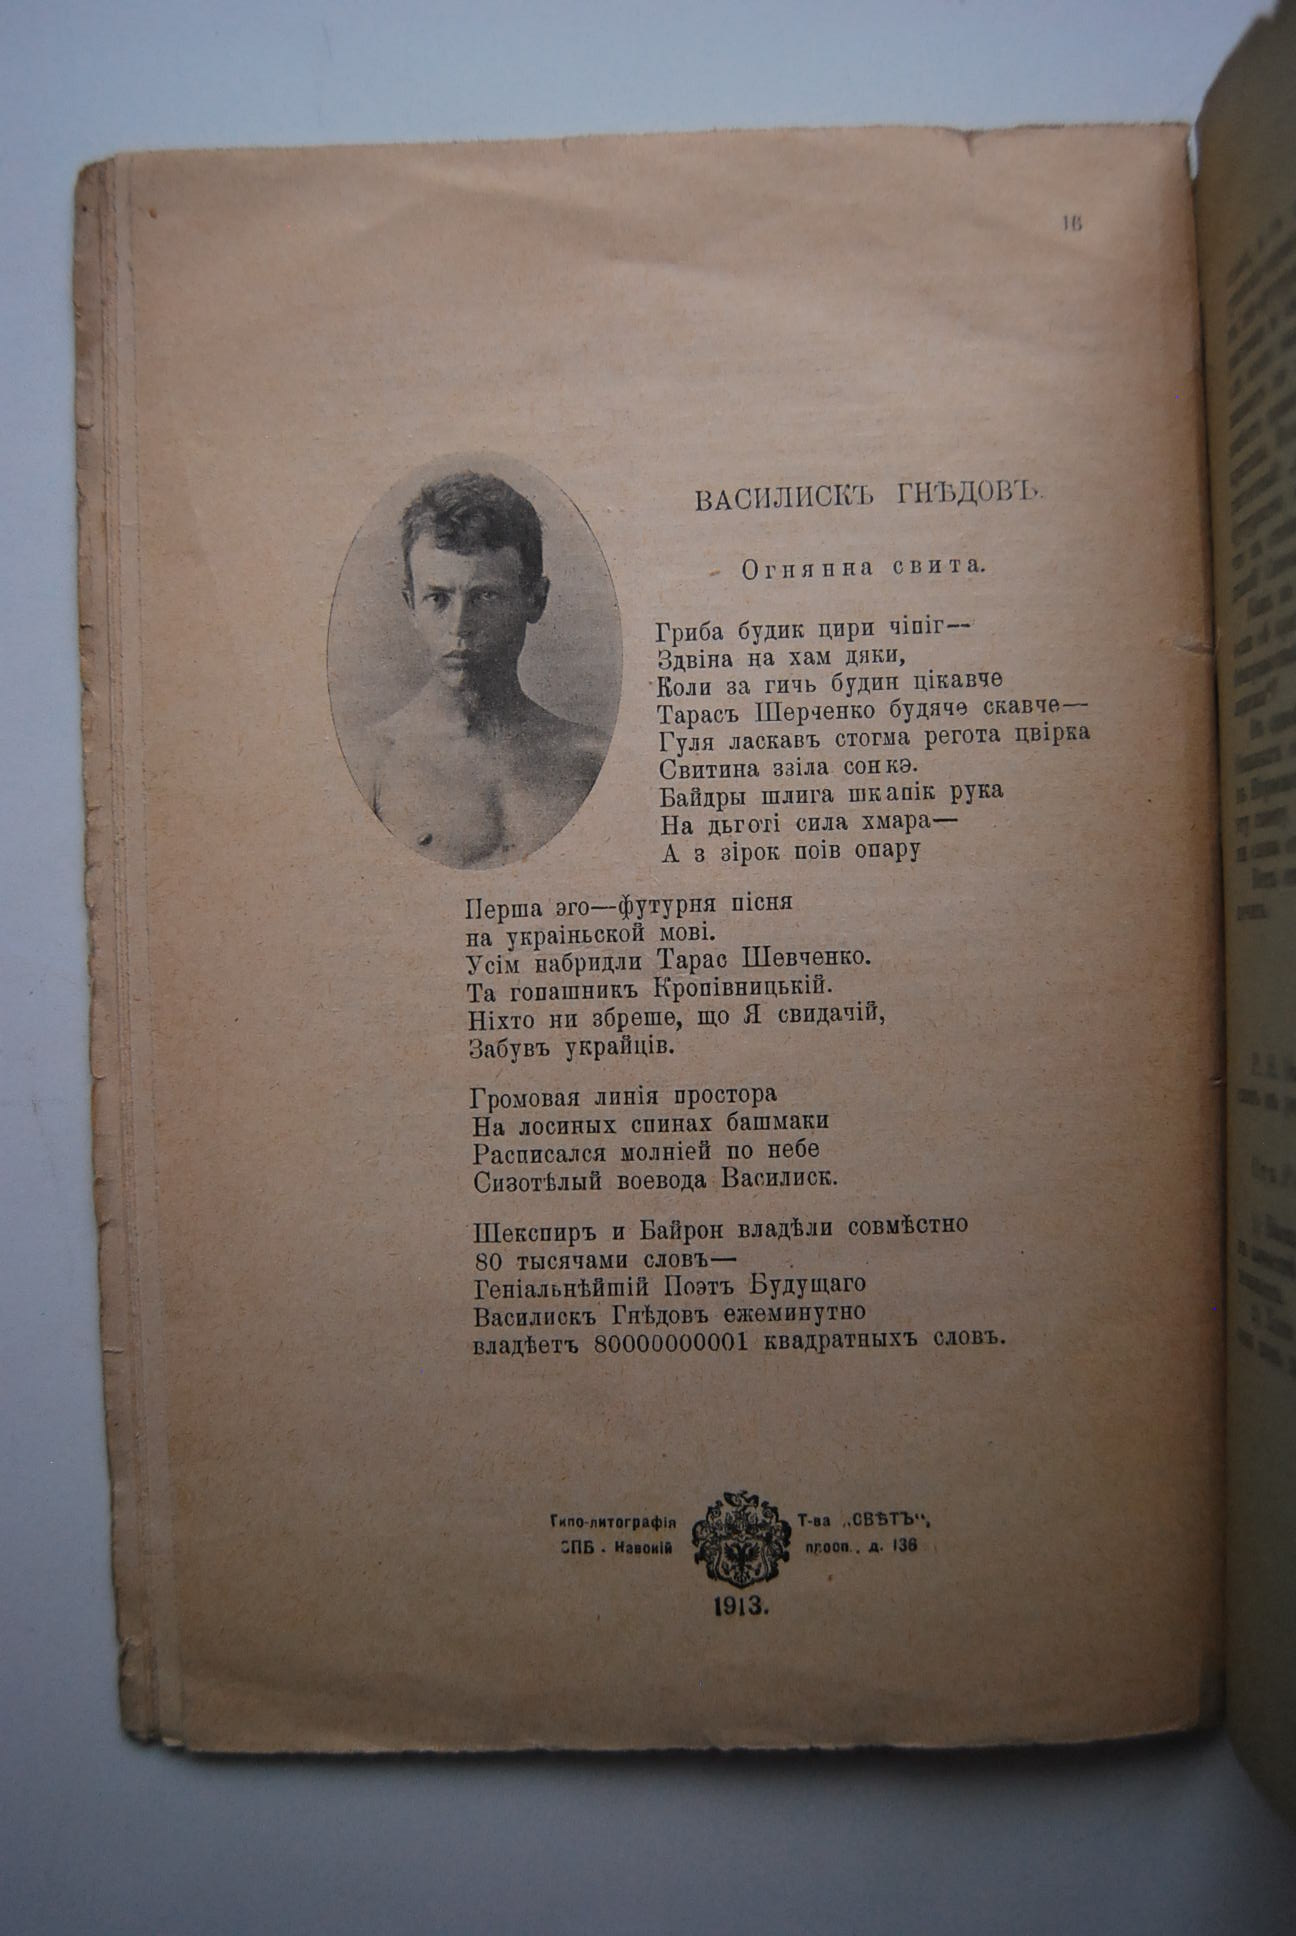 16
ВАСИЛИСКЪ ГНѢДОВЪ.
Огнянна свита.
Гриба будик цири чіпіг—
Здвіна на хам дяки,
Коли за гичь будин цікавче
Тарасъ Шерченко будяче скавче—
Гуля ласкавъ стогма регота цвірка
Свитина ззіла сонкэ.
Байдры шлига шкапік рука
На дьготі сила хмара—
А з зірок поів опару
Перша эго—футурня пісня
на украіньской мові.
Усім набридли Тарас Шевченко.
Та гопашникъ Кропівницькій.
Ніхто ни збреше, що Я свидачій,
Забувъ украйців.
Громовая линія простора
На лосиных спинах башмаки
Расписался молніей по небе
Сизотѣлый воевода Василиск.
Шекспиръ и Байрон владѣли совмѣстно
80 тысячами словъ—
Геніальнѣйшій Поэтъ Будущаго
Василискъ Гнѣдовъ ежеминутно
владѣетъ 80000000001 квадратныхъ словъ.
Типо-литографія Т-ва „СВѢТЪ“,
СПБ. Невскій просп., д. 136
1913.